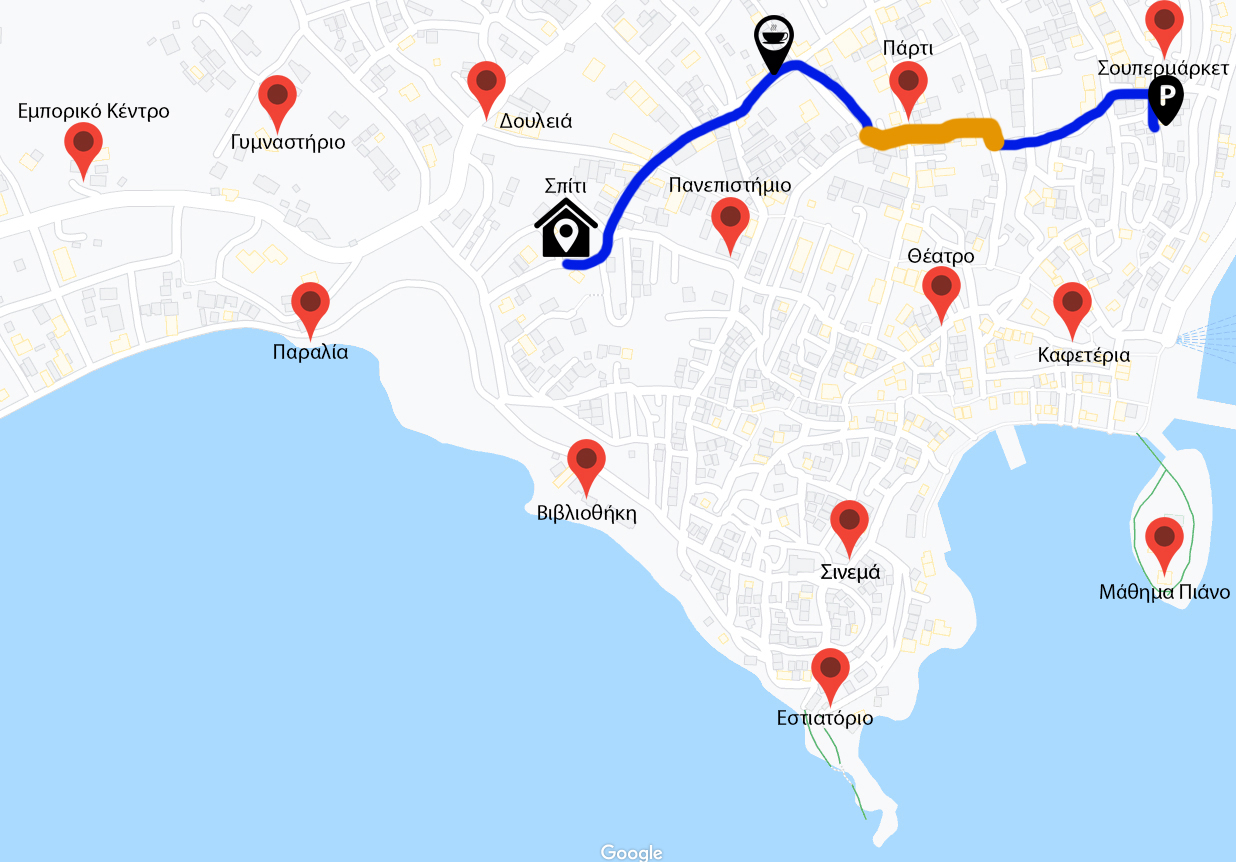 Πάρτι
Σουπερμάρκετ
P
Εμπορικό Κέντρο
Δουλειά
Γυμναστήριο
Σπίτι
Πανεπιστήμιο
Θέατρο
Παραλία
Καφετέρια
Βιβλιοθήκη
Σινεμά
Μάθημα Πιάνο
Εστιατόριο
Google